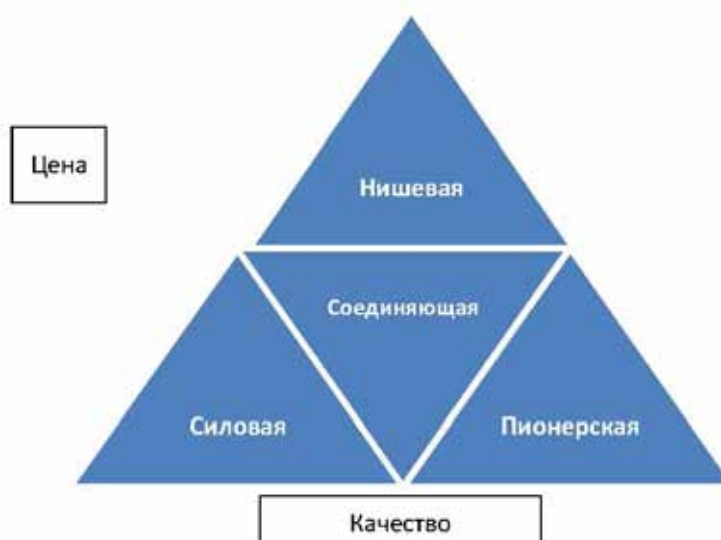 Цена
Нишевая
Соединяющая
Силовая
Пионерская
Качество